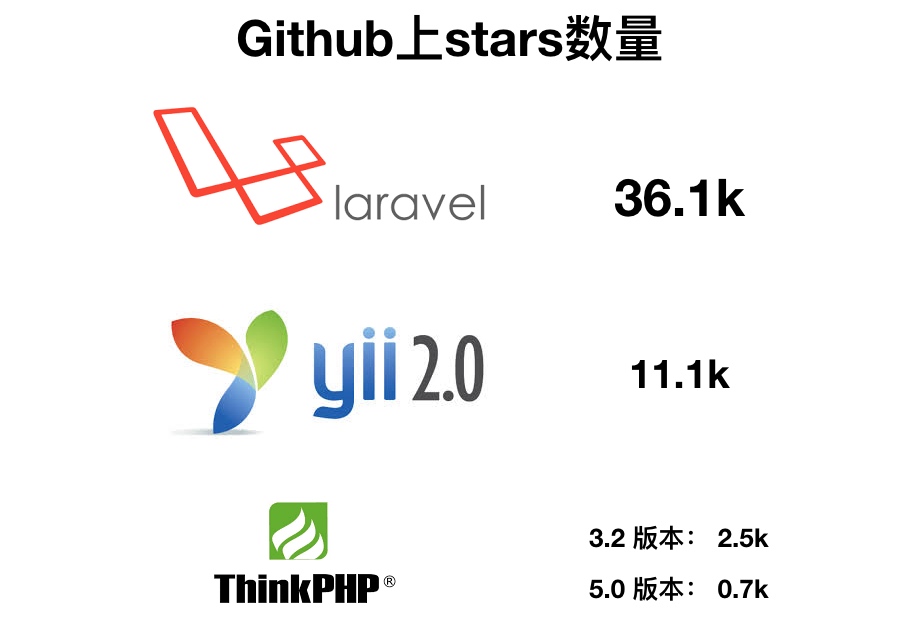 Github上stars数量
laravel
36.1k
yii 2.0
11.1k
ThinkPHP®
3.2 版本： 2.5k
5.0 版本： 0.7k